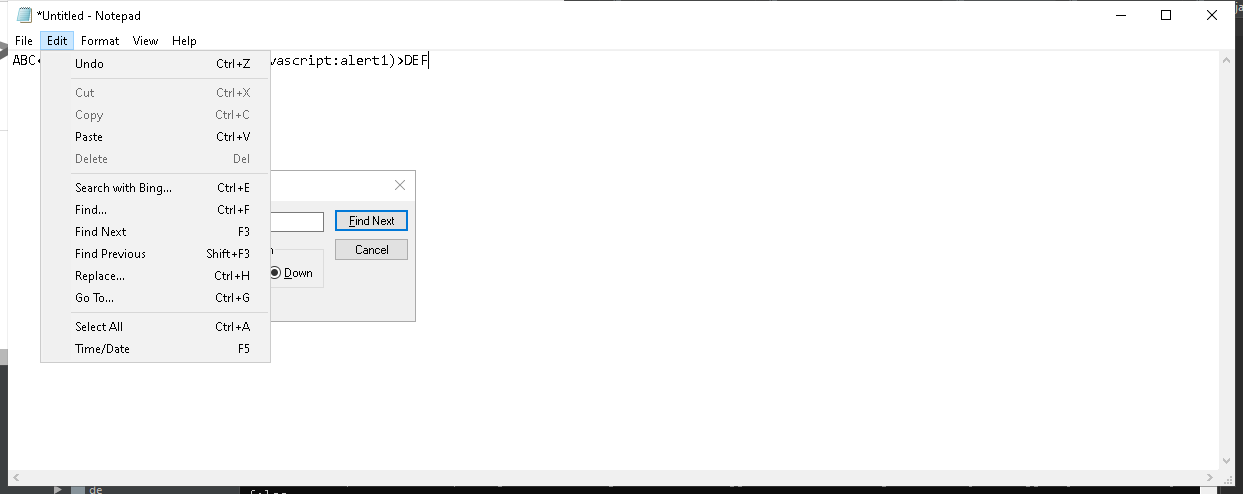 *Untitled - Notepad
File Edit Format View Help
ABC
vascript:alert1)>DEF
Undo Ctrl+Z
Cut Ctrl+X
Copy Ctrl+C
Paste Ctrl+V
Delete Del
Search with Bing... Ctrl+E
Find... Ctrl+F
Find Next F3
Find Previous Shift+F3
Replace... Ctrl+H
Go To... Ctrl+G
Select All Ctrl+A
Time/Date F5
Find Next
Cancel
Down
de